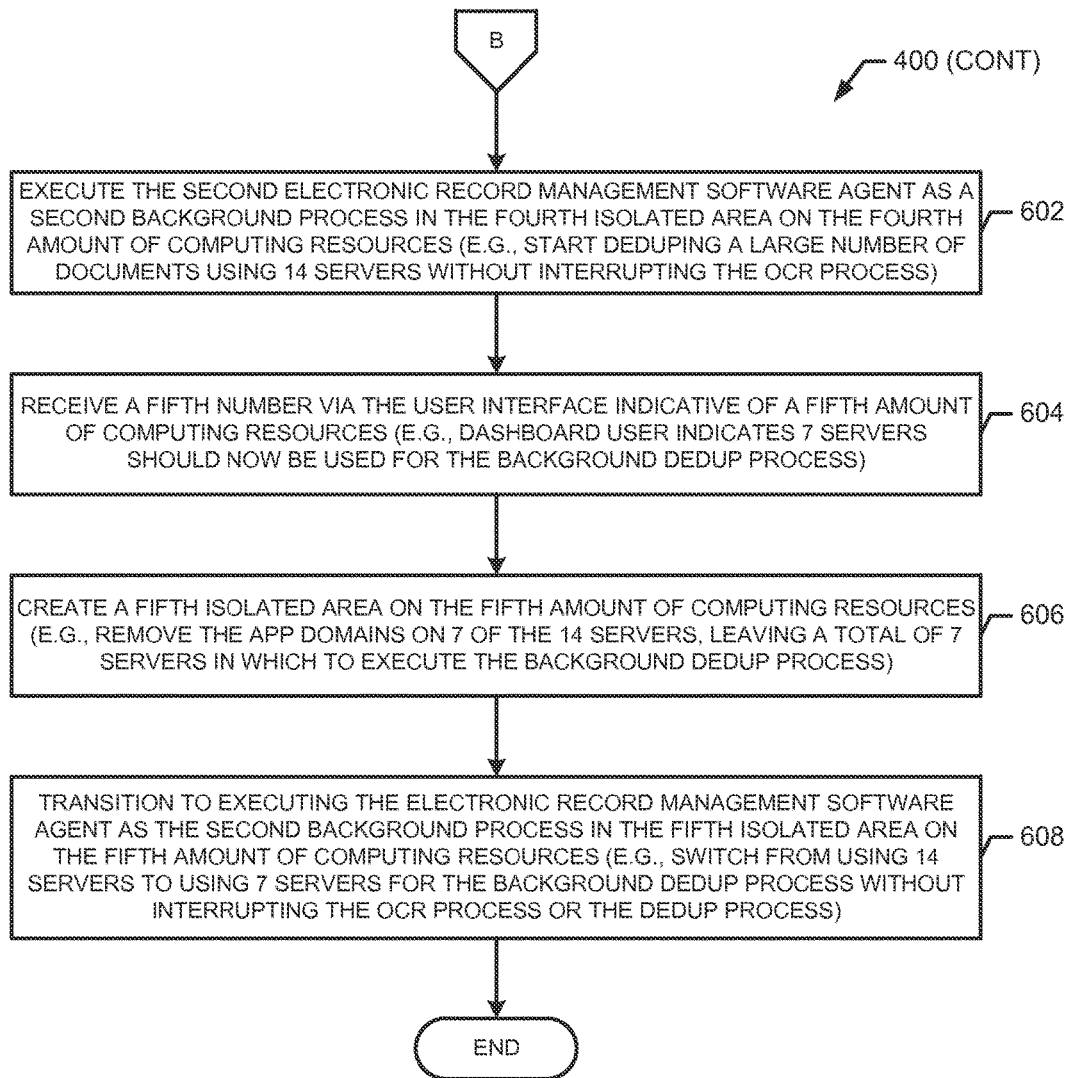 B
400 (CONT)
EXECUTE THE SECOND ELECTRONIC RECORD MANAGEMENT SOFTWARE AGENT AS A
SECOND BACKGROUND PROCESS IN THE FOURTH ISOLATED AREA ON THE FOURTH
AMOUNT OF COMPUTING RESOURCES (E.G., START DEDUPING A LARGE NUMBER OF
DOCUMENTS USING 14 SERVERS WITHOUT INTERRUPTING THE OCR PROCESS)
602
RECEIVE A FIFTH NUMBER VIA THE USER INTERFACE INDICATIVE OF A FIFTH AMOUNT
OF COMPUTING RESOURCES (E.G., DASHBOARD USER INDICATES 7 SERVERS
SHOULD NOW BE USED FOR THE BACKGROUND DEDUP PROCESS)
604
CREATE A FIFTH ISOLATED AREA ON THE FIFTH AMOUNT OF COMPUTING RESOURCES
(E.G., REMOVE THE APP DOMAINS ON 7 OF THE 14 SERVERS, LEAVING A TOTAL OF 7
SERVERS IN WHICH TO EXECUTE THE BACKGROUND DEDUP PROCESS)
606
TRANSITION TO EXECUTING THE ELECTRONIC RECORD MANAGEMENT SOFTWARE
AGENT AS THE SECOND BACKGROUND PROCESS IN THE FIFTH ISOLATED AREA ON
THE FIFTH AMOUNT OF COMPUTING RESOURCES (E.G., SWITCH FROM USING 14
SERVERS TO USING 7 SERVERS FOR THE BACKGROUND DEDUP PROCESS WITHOUT
INTERRUPTING THE OCR PROCESS OR THE DEDUP PROCESS)
608
END